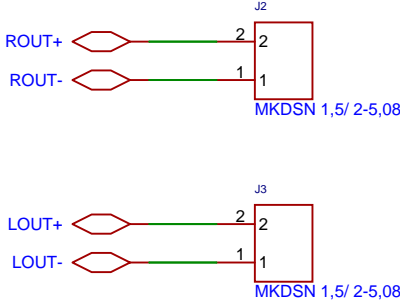 J2
ROUT+ 2 2
ROUT- 1 1
MKDSN 1,5/ 2-5,08
J3
LOUT+ 2 2
LOUT- 1 1
MKDSN 1,5/ 2-5,08